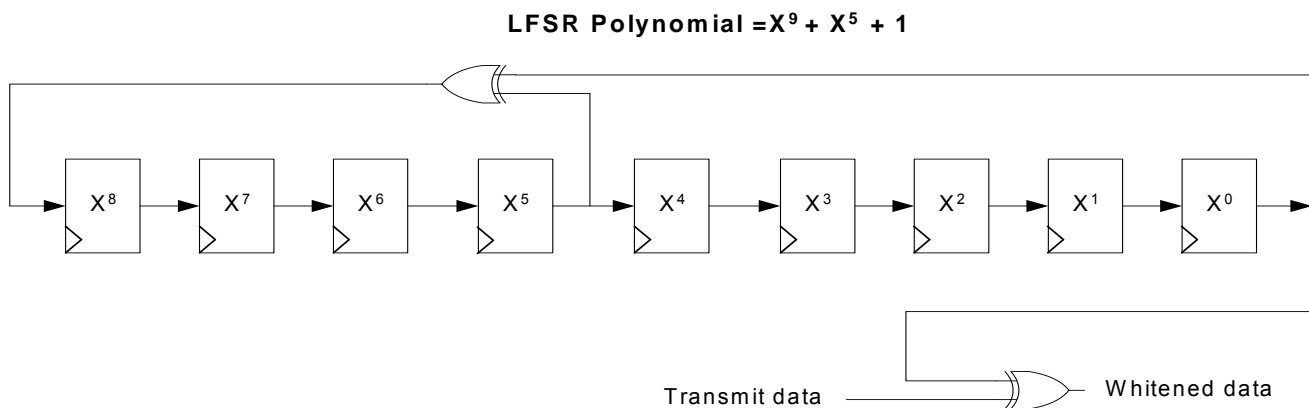 LFSR Polynomial =X⁹ + X⁵ + 1
X⁸ X⁷ X⁶ X⁵ X⁴ X³ X² X¹ X⁰
Transmit data Whitened data